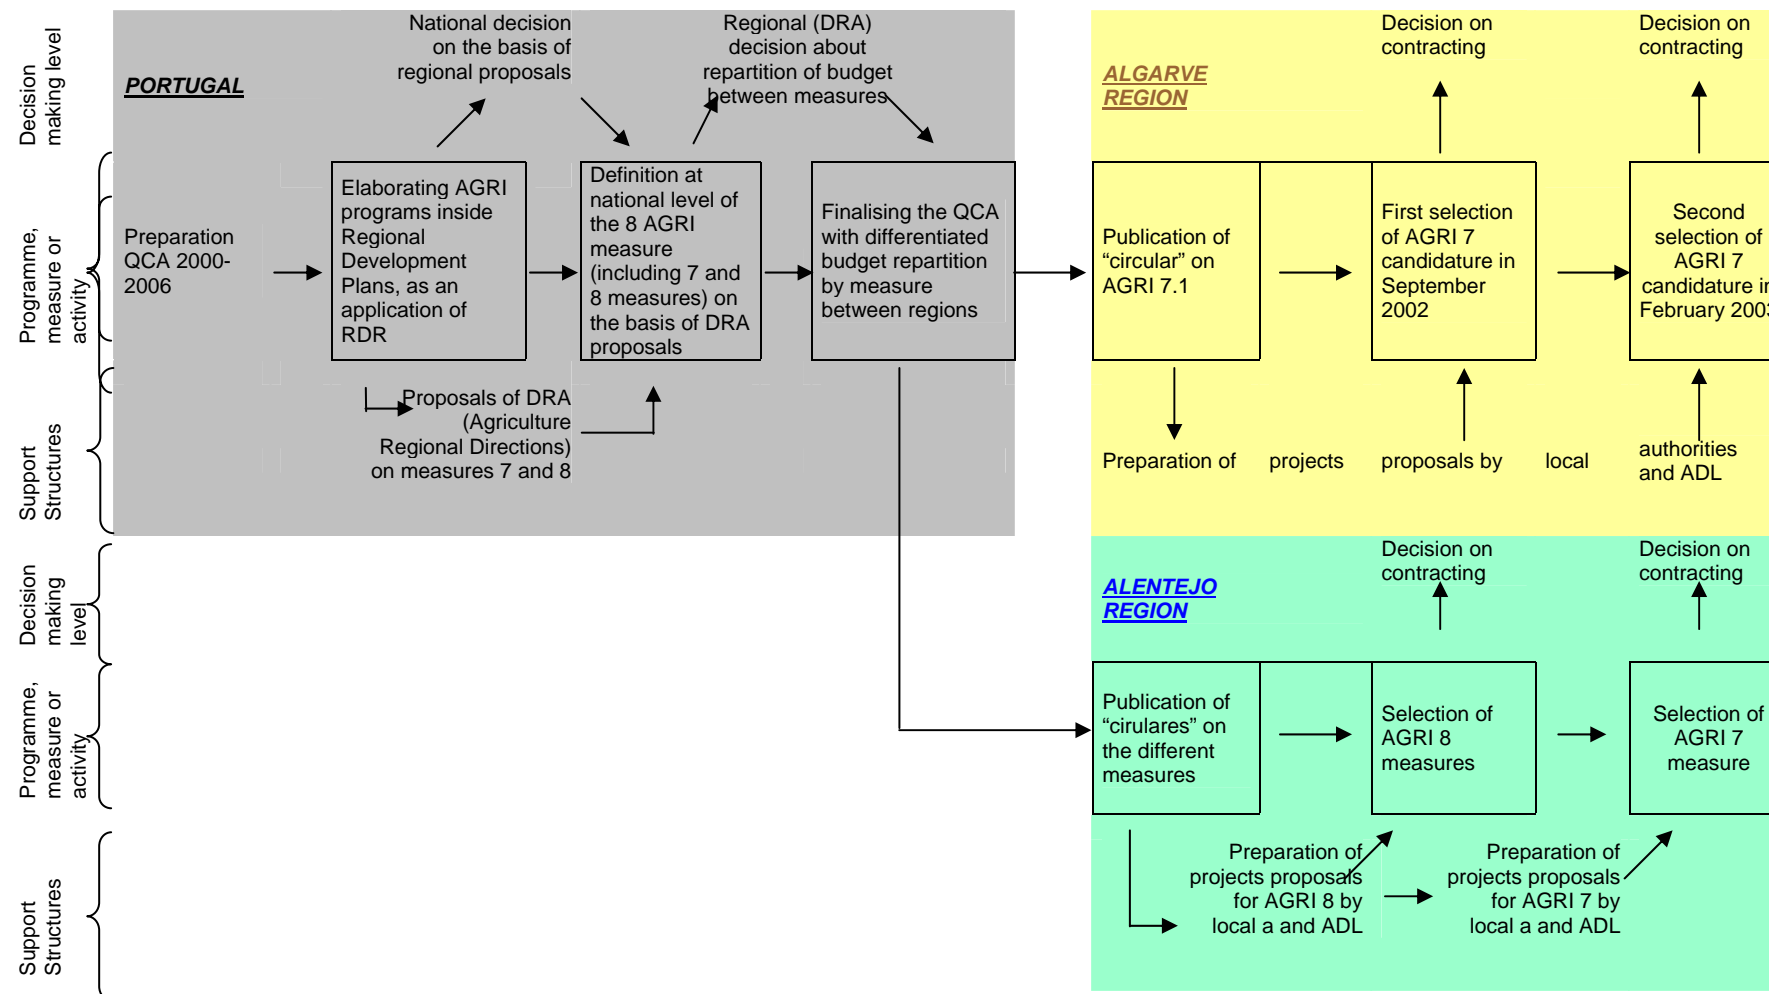 Decision
making level
PORTUGAL
National decision
on the basis of
regional proposals
Regional (DRA)
decision about
repartition of budget
between measures
ALGARVE
REGION
Decision on
contracting
Decision on
contracting
Programme,
measure or
activity
Preparation
QCA 2000-
2006
Elaborating AGRI
programs inside
Regional
Development
Plans, as an
application of
RDR
Definition at
national level of
the 8 AGRI
measure
(including 7 and
8 measures) on
the basis of DRA
proposals
Finalising the QCA
with differentiated
budget repartition
by measure
between regions
Publication of
“circular” on
AGRI 7.1
First selection
of AGRI 7
candidature in
September
2002
Second
selection of
AGRI 7
candidature in
February 2003
Support
Structures
Proposals of DRA
(Agriculture
Regional Directions)
on measures 7 and 8
Preparation of projects proposals by local authorities
and ADL
Decision
making
level
ALENTEJO
REGION
Decision on
contracting
Decision on
contracting
Programme,
measure or
activity
Publication of
“cirulares” on
the different
measures
Selection of
AGRI 8
measures
Selection of
AGRI 7
measure
Support
Structures
Preparation of
projects proposals
for AGRI 8 by
local a and ADL
Preparation of
projects proposals
for AGRI 7 by
local a and ADL